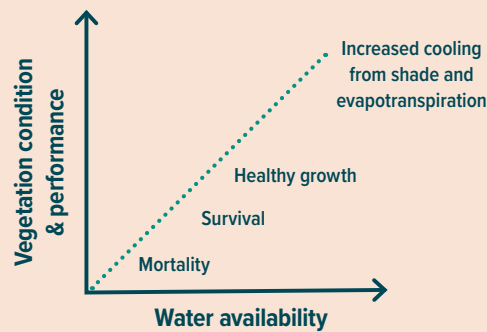 Vegetation condition
& performance
Increased cooling
from shade and
evapotranspiration
Healthy growth
Survival
Mortality
Water availability